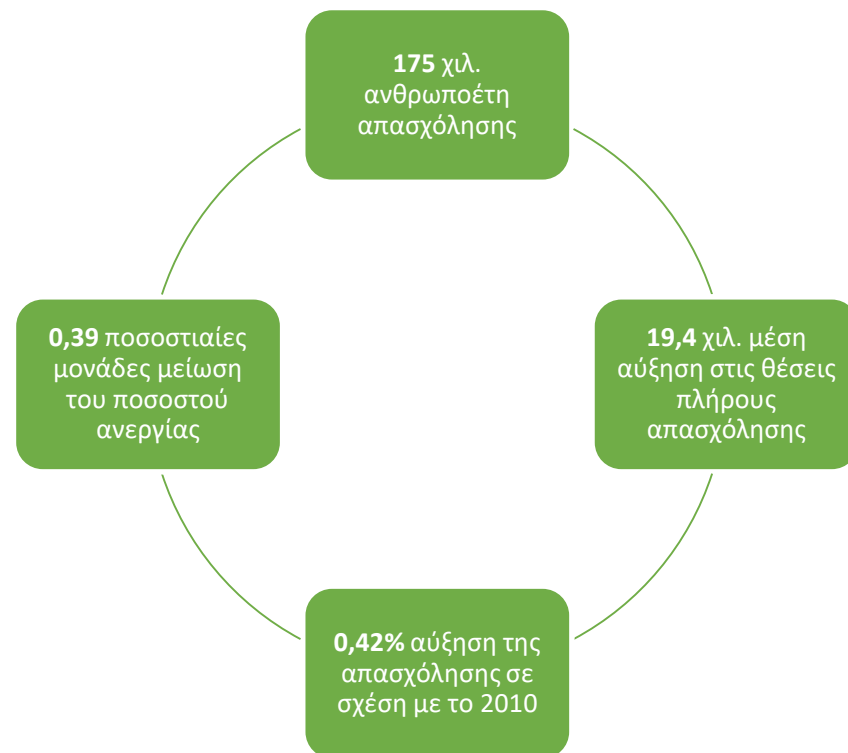 175 χιλ.
ανθρωποέτη
απασχόλησης
0,39 ποσοστιαίες
μονάδες μείωση
του ποσοστού
ανεργίας
19,4 χιλ. μέση
αύξηση στις θέσεις
πλήρους
απασχόλησης
0,42% αύξηση της
απασχόλησης σε
σχέση με το 2010